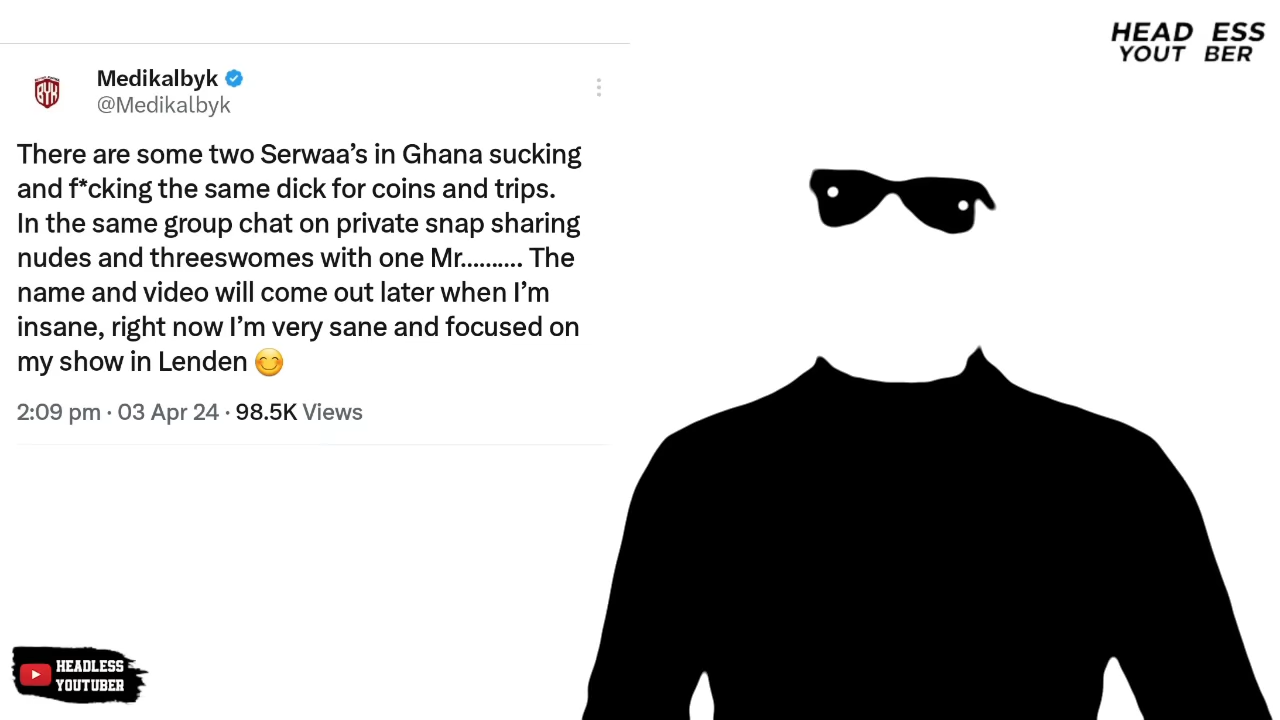 HEAD ESS
YOUT BER
BYK
Medikalbyk
@Medikalbyk
There are some two Serwaa’s in Ghana sucking
and f*cking the same dick for coins and trips.
In the same group chat on private snap sharing
nudes and threeswomes with one Mr.......... The
name and video will come out later when I’m
insane, right now I’m very sane and focused on
my show in Lenden 😊
2:09 pm · 03 Apr 24 · 98.5K Views
HEADLESS
YOUTUBER